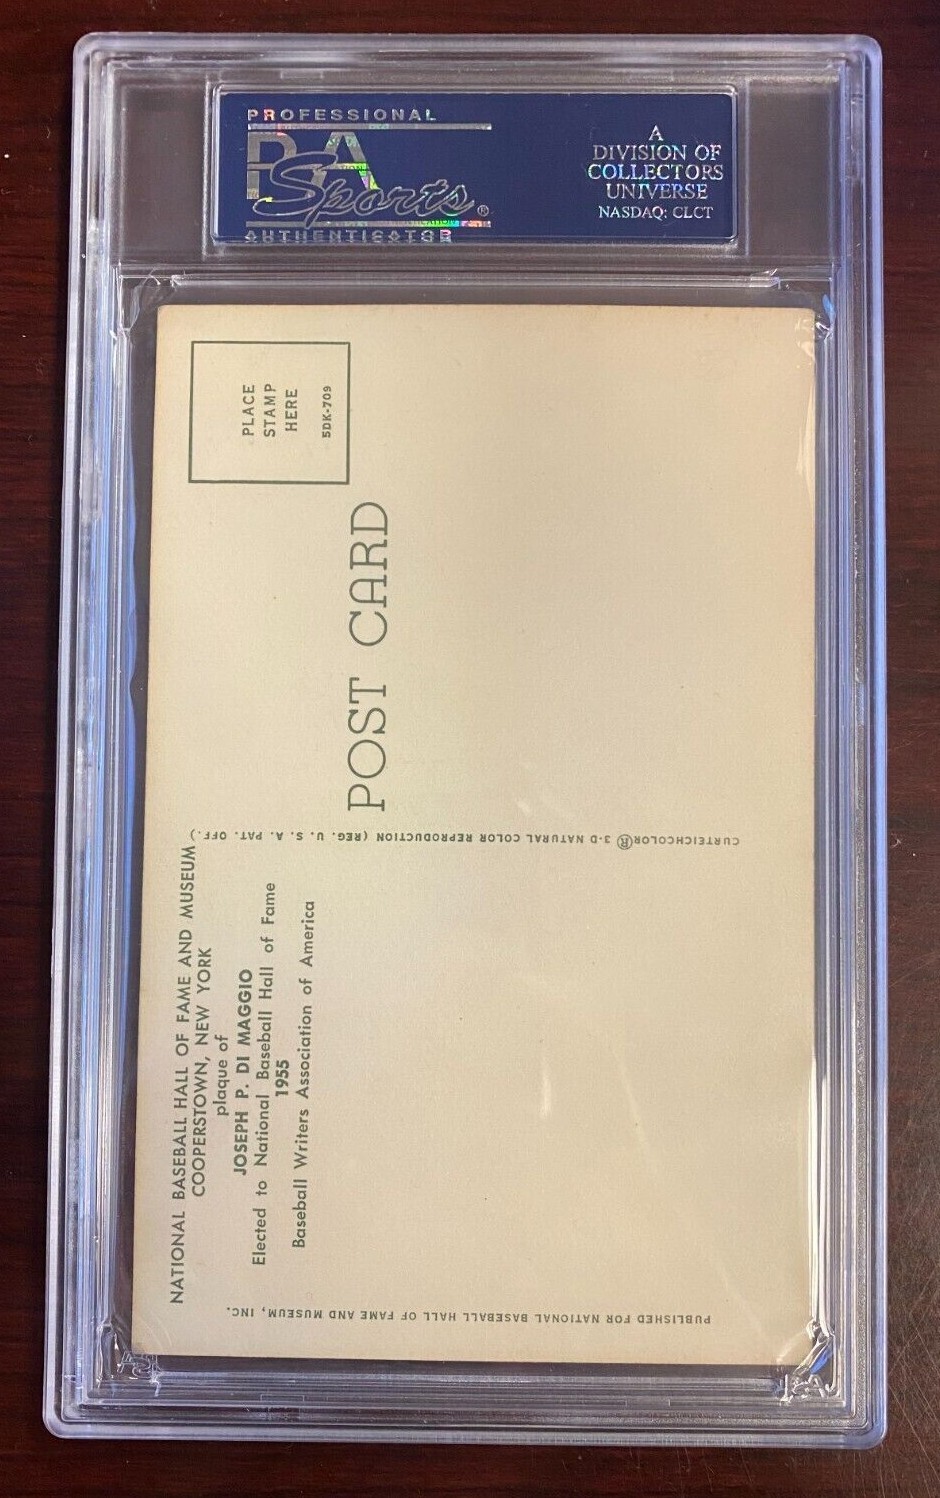 PROFESSIONAL
PSA
Sports®
AUTHENTICATOR
A
DIVISION OF
COLLECTORS
UNIVERSE
NASDAQ: CLCT
NATIONAL BASEBALL HALL OF FAME AND MUSEUM
COOPERSTOWN, NEW YORK
plaque of
JOSEPH P. DI MAGGIO
Elected to National Baseball Hall of Fame
1955
Baseball Writers Association of America
PLACE
STAMP
HERE
5DK-709
POST CARD
CURTEICHCOLOR® 3-D NATURAL COLOR REPRODUCTION (REG. U. S. A. PAT. OFF.)
PUBLISHED FOR NATIONAL BASEBALL HALL OF FAME AND MUSEUM, INC.
PSA
PSA